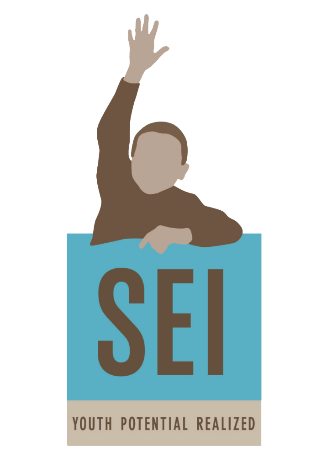 SEI
YOUTH POTENTIAL REALIZED